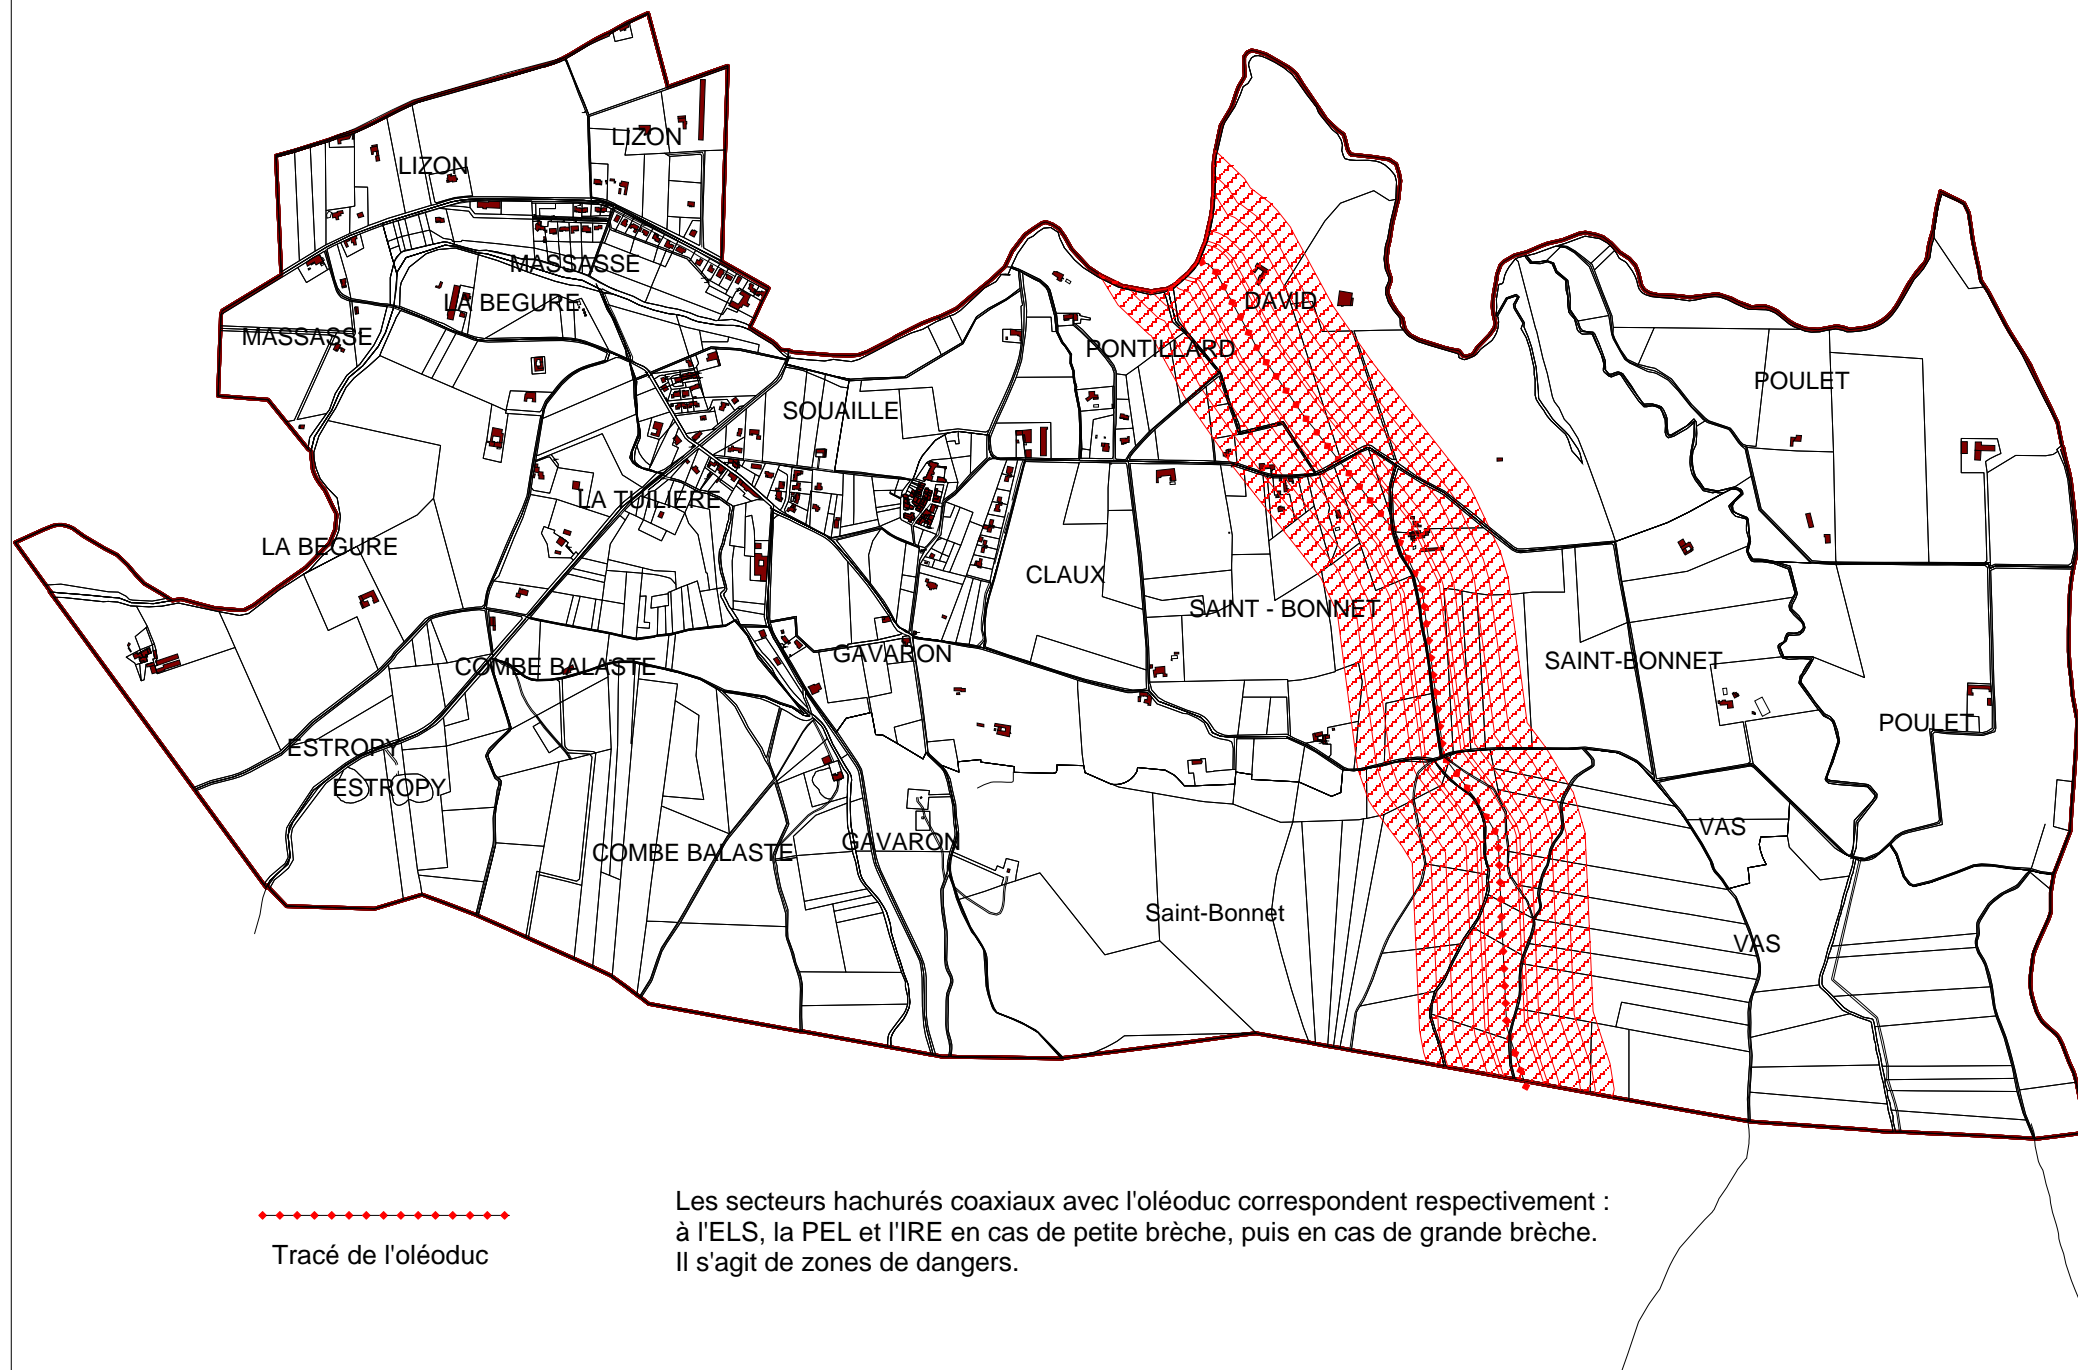 LIZON
LIZON
MASSASSE
LA BEGURE
DAVID
MASSASSE
PONTILLARD
POULET
SOUAILLE
LA TUILIERE
LA BEGURE
CLAUX
SAINT - BONNET
GAVARON
SAINT-BONNET
COMBE BALASTE
POULET
ESTROPY
ESTROPY
VAS
GAVARON
COMBE BALASTE
Saint-Bonnet
VAS
Tracé de l'oléoduc
Les secteurs hachurés coaxiaux avec l'oléoduc correspondent respectivement :
à l'ELS, la PEL et l'IRE en cas de petite brèche, puis en cas de grande brèche.
Il s'agit de zones de dangers.